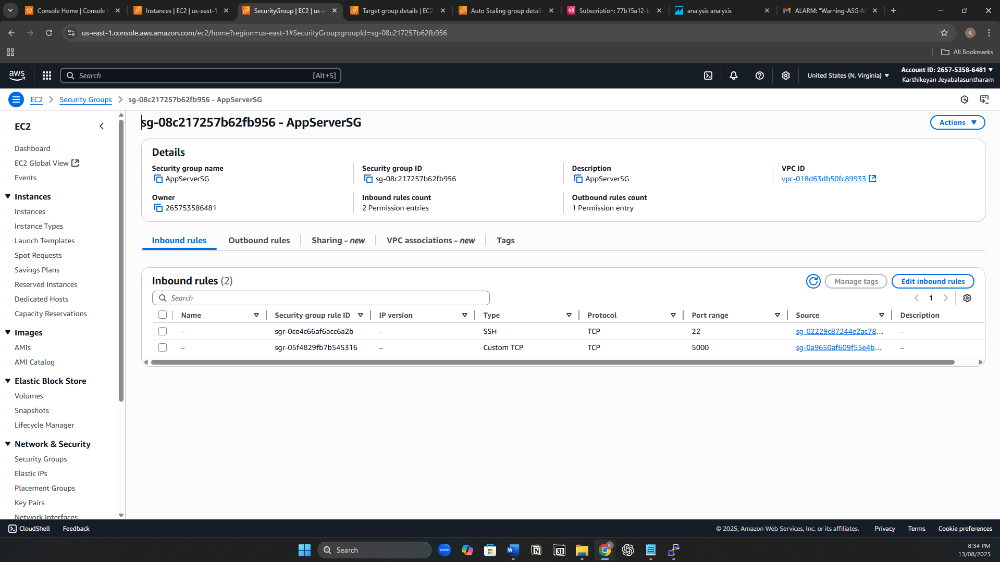 Console Home | Console
Instances | EC2 | us-east-1
SecurityGroup | EC2 | us-e
Target group details | EC2
Auto Scaling group details
Subscription: 77b15a12-b
analysis analysis
ALARM: "Warning-ASG-M
us-east-1.console.aws.amazon.com/ec2/home?region=us-east-1#SecurityGroup:groupId=sg-08c217257b62fb956
K
All Bookmarks
aws
Search
[Alt+S]
United States (N. Virginia)
Account ID: 2657-5358-6481
Karthikeyan Jeyabalasuntharam
EC2
Security Groups
sg-08c217257b62fb956 - AppServerSG
EC2
Dashboard
EC2 Global View
Events
Instances
Instances
Instance Types
Launch Templates
Spot Requests
Savings Plans
Reserved Instances
Dedicated Hosts
Capacity Reservations
Images
AMIs
AMI Catalog
Elastic Block Store
Volumes
Snapshots
Lifecycle Manager
Network & Security
Security Groups
Elastic IPs
Placement Groups
Key Pairs
Network Interfaces
sg-08c217257b62fb956 - AppServerSG
Actions
Details
Security group name
AppServerSG
Security group ID
sg-08c217257b62fb956
Description
AppServerSG
VPC ID
vpc-018d63db50fc89933
Owner
265753586481
Inbound rules count
2 Permission entries
Outbound rules count
1 Permission entry
Inbound rules
Outbound rules
Sharing - new
VPC associations - new
Tags
Inbound rules (2)
Manage tags
Edit inbound rules
Search
1
Name Security group rule ID IP version Type Protocol Port range Source Description
– sgr-0ce4c66af6acc6a2b – SSH TCP 22 sg-02229c87244e2ac78... –
– sgr-05f4829fb7b545316 – Custom TCP TCP 5000 sg-0a9650af609f55e4b... –
CloudShell
Feedback
© 2025, Amazon Web Services, Inc. or its affiliates.
Privacy
Terms
Cookie preferences
Search
zoom
W
N
31
K
8:34 PM
13/08/2025